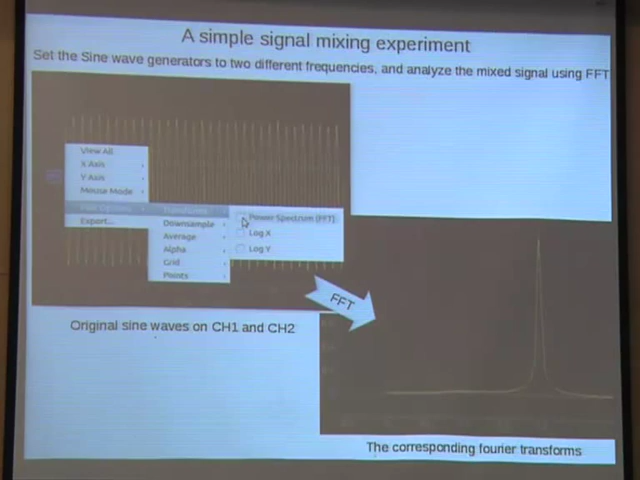 A simple signal mixing experiment
Set the Sine wave generators to two different frequencies, and analyze the mixed signal using FFT
View All
X Axis
Y Axis
Mouse Mode
Plot Options
Export...
Transforms
Downsample
Average
Alpha
Grid
Points
Power Spectrum (FFT)
Log X
Log Y
FFT
Original sine waves on CH1 and CH2
The corresponding fourier transforms